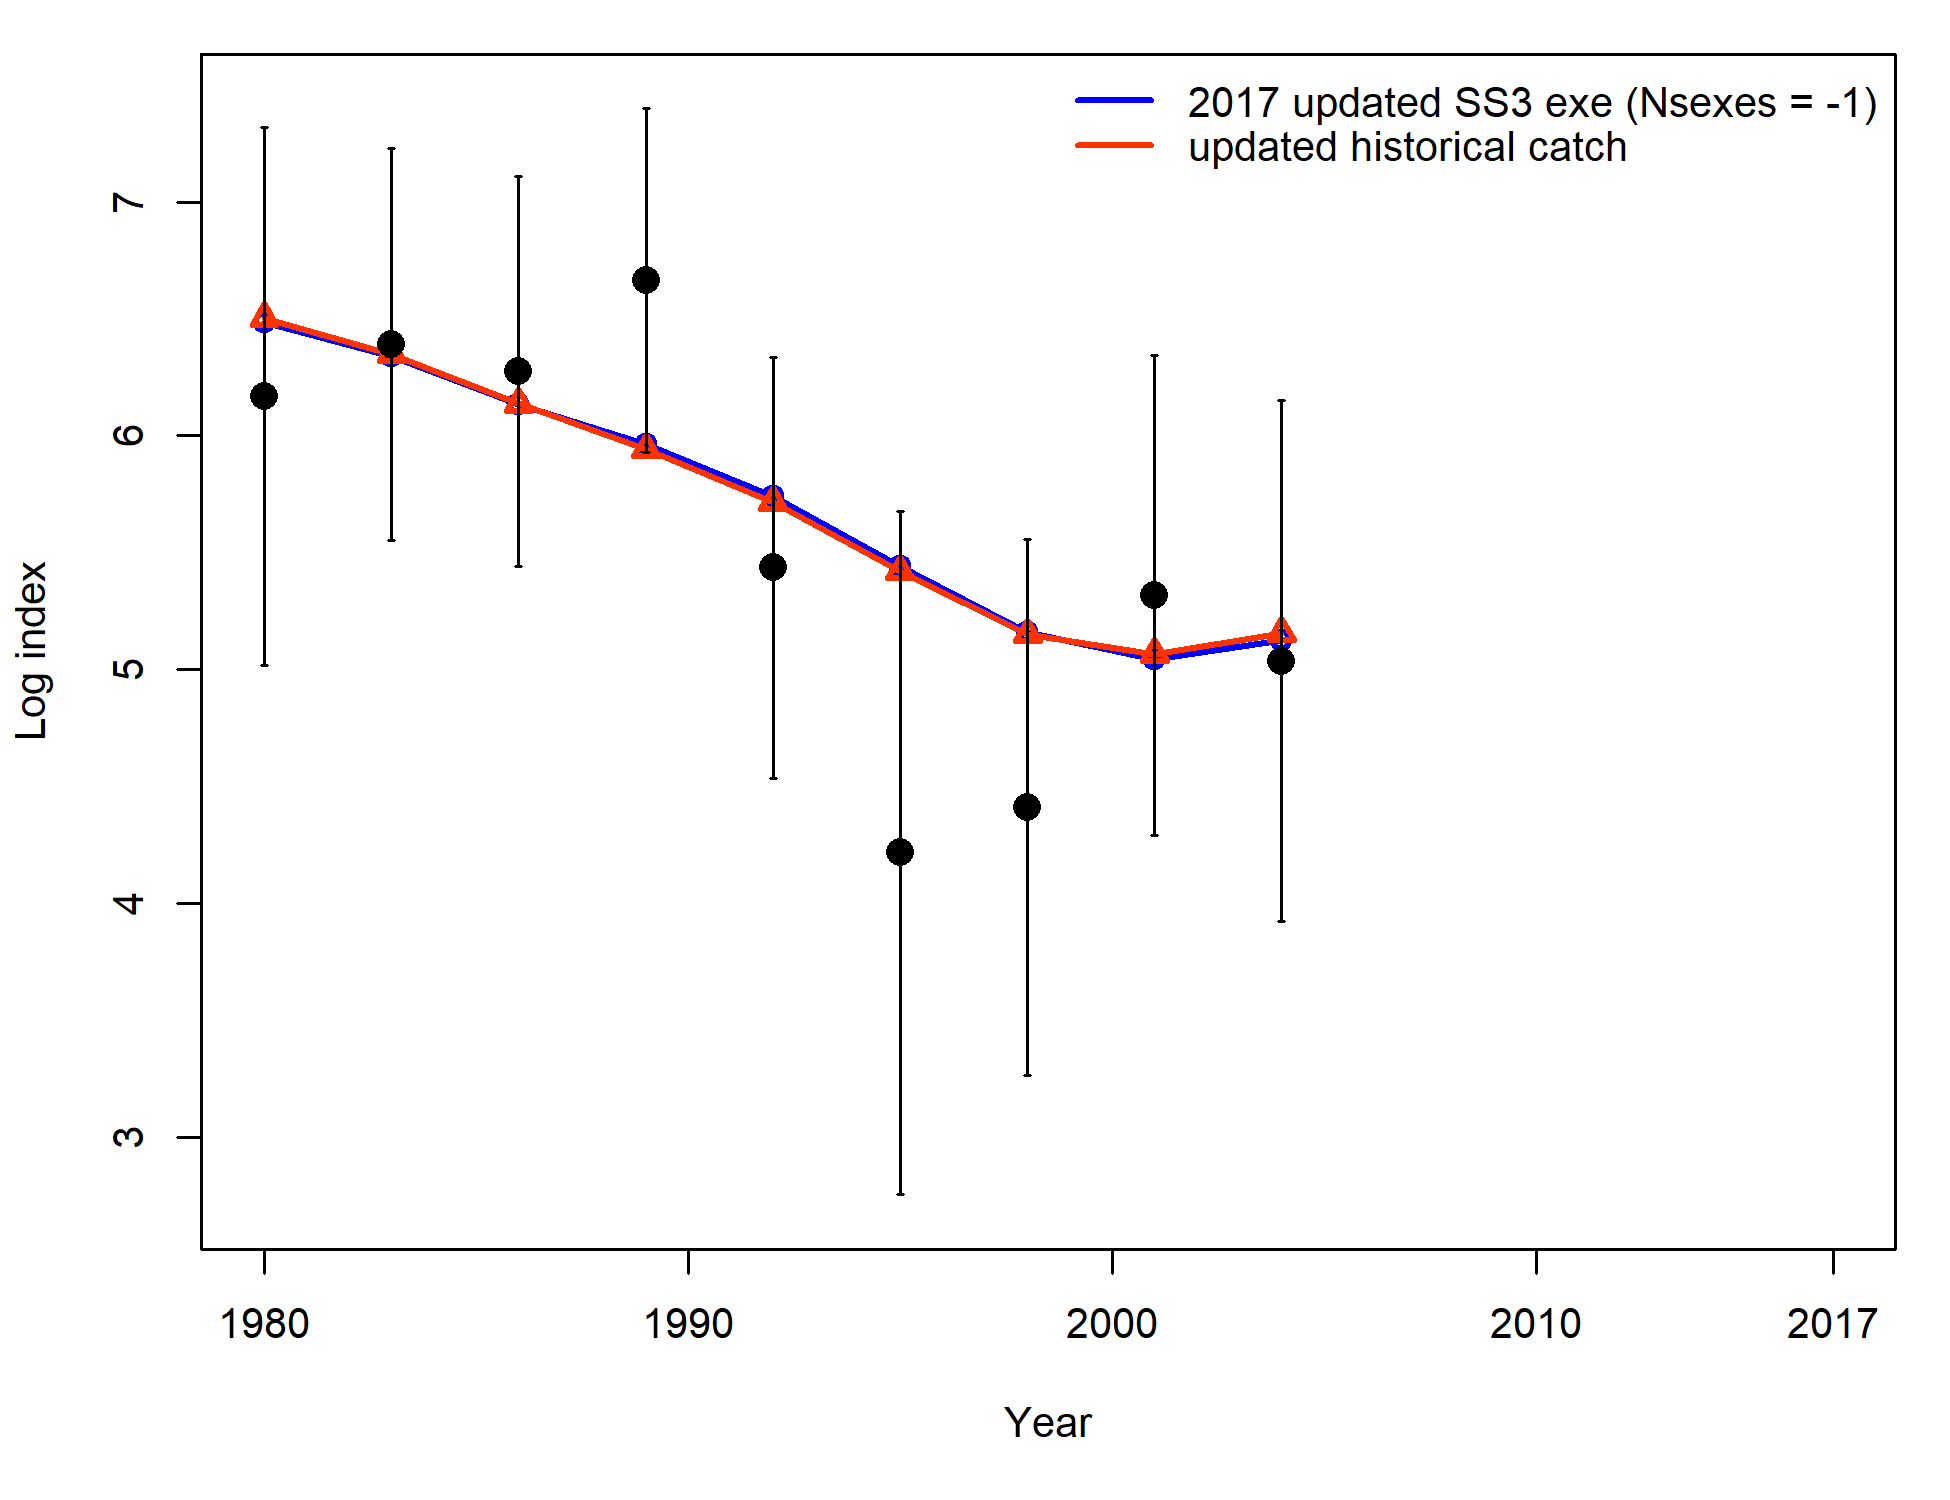 2017 updated SS3 exe (Nsexes = -1)
updated historical catch
7
6
5
4
3
Log index
1980 1990 2000 2010 2017
Year